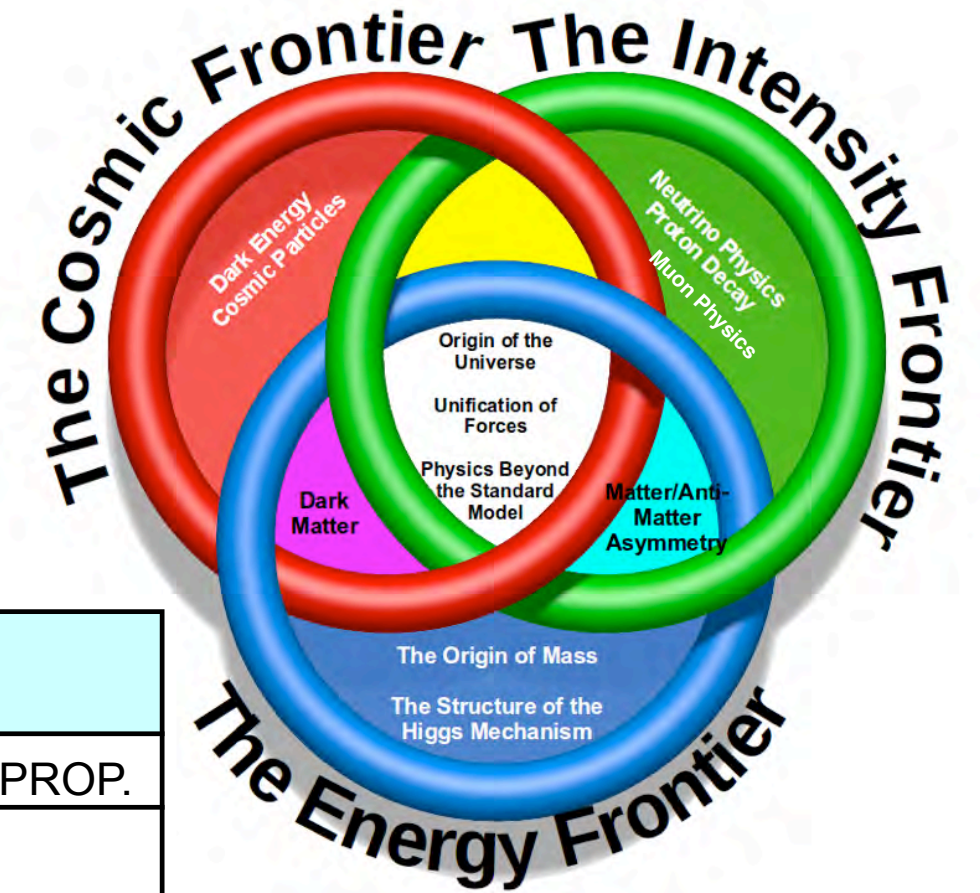 The Cosmic Frontier
The Intensity Frontier
Dark Energy
Cosmic Particles
Neutrino Physics
Proton Decay
Muon Physics
Origin of the
Universe
Unification of
Forces
Physics Beyond
the Standard
Model
Dark
Matter
Matter/Anti-
Matter
Asymmetry
The Origin of Mass
The Structure of the
Higgs Mechanism
The Energy Frontier
PROP.